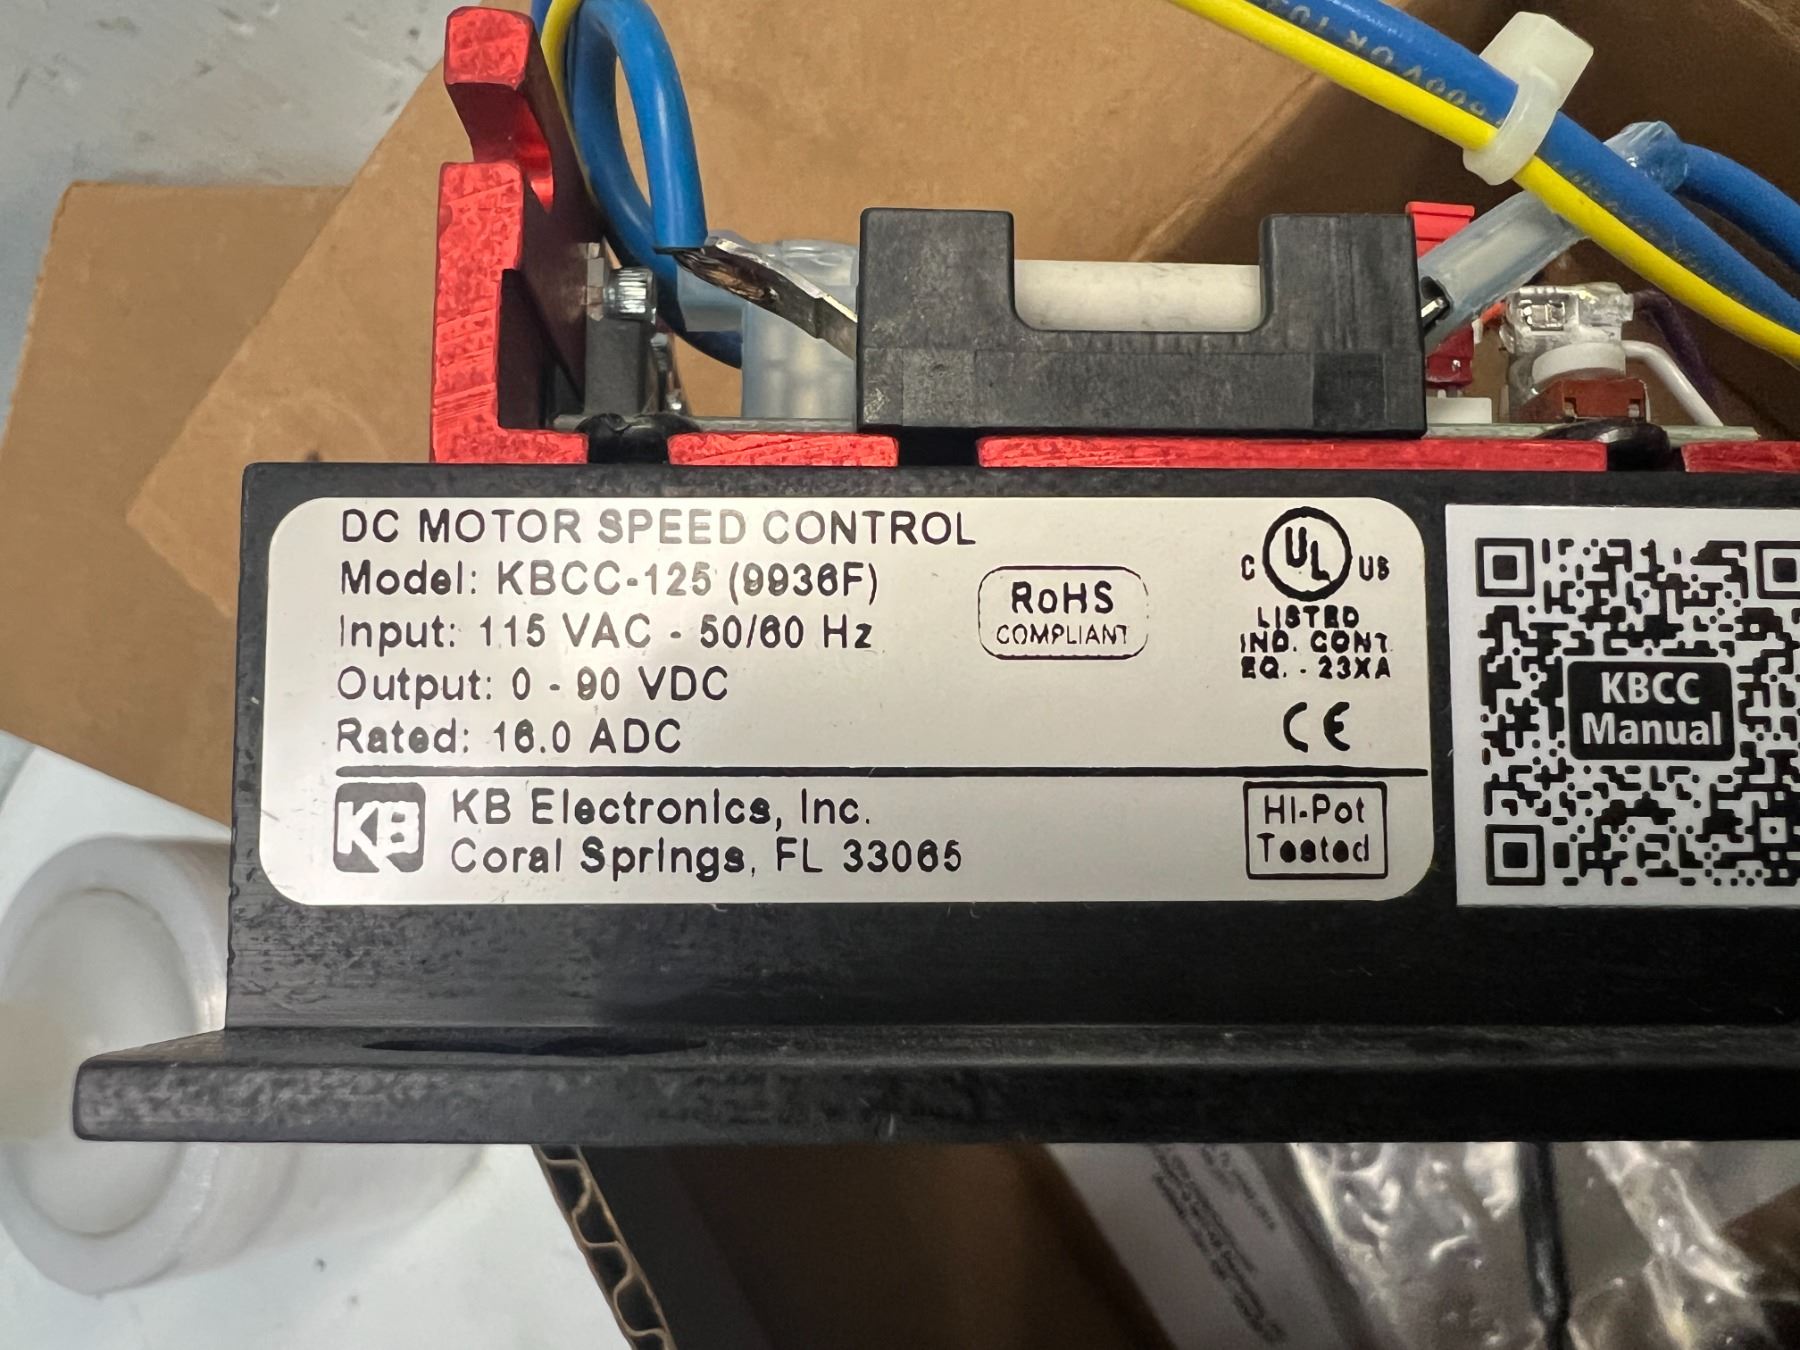 DC MOTOR SPEED CONTROL
Model: KBCC-125 (9936F)
Input: 115 VAC - 50/60 Hz
Output: 0 - 90 VDC
Rated: 16.0 ADC
RoHS
COMPLIANT
C UL US
LISTED
IND. CONT.
EQ. - 23XA
CE
KB
KB Electronics, Inc.
Coral Springs, FL 33065
Hi-Pot
Tested
KBCC
Manual
600V